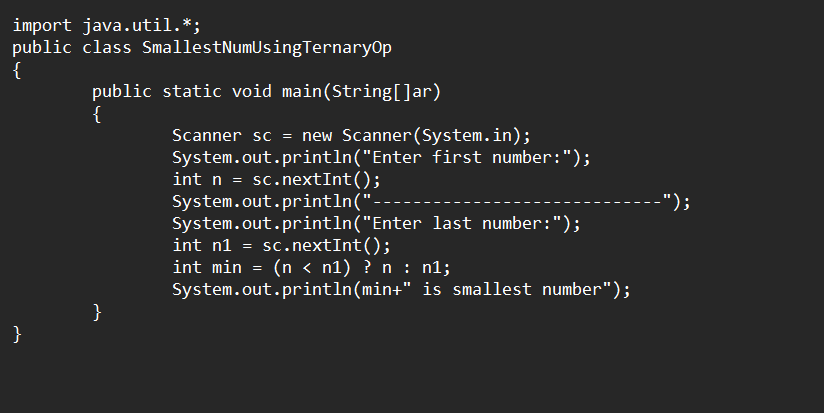 import java.util.*;
public class SmallestNumUsingTernaryOp
{
        public static void main(String[]ar)
        {
                Scanner sc = new Scanner(System.in);
                System.out.println("Enter first number:");
                int n = sc.nextInt();
                System.out.println("-----------------------------");
                System.out.println("Enter last number:");
                int n1 = sc.nextInt();
                int min = (n < n1) ? n : n1;
                System.out.println(min+" is smallest number");
        }
}